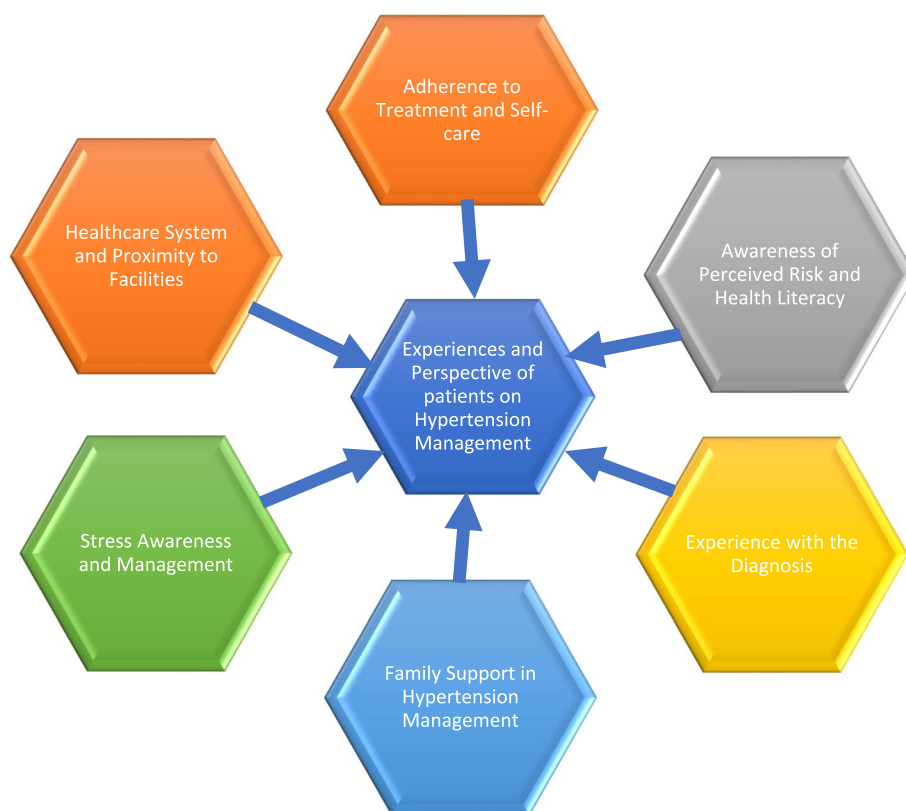 Adherence to
Treatment and Self-
care
Healthcare System
and Proximity to
Facilities
Awareness of
Perceived Risk and
Health Literacy
Experiences and
Perspective of
patients on
Hypertension
Management
Stress Awareness
and Management
Experience with the
Diagnosis
Family Support in
Hypertension
Management